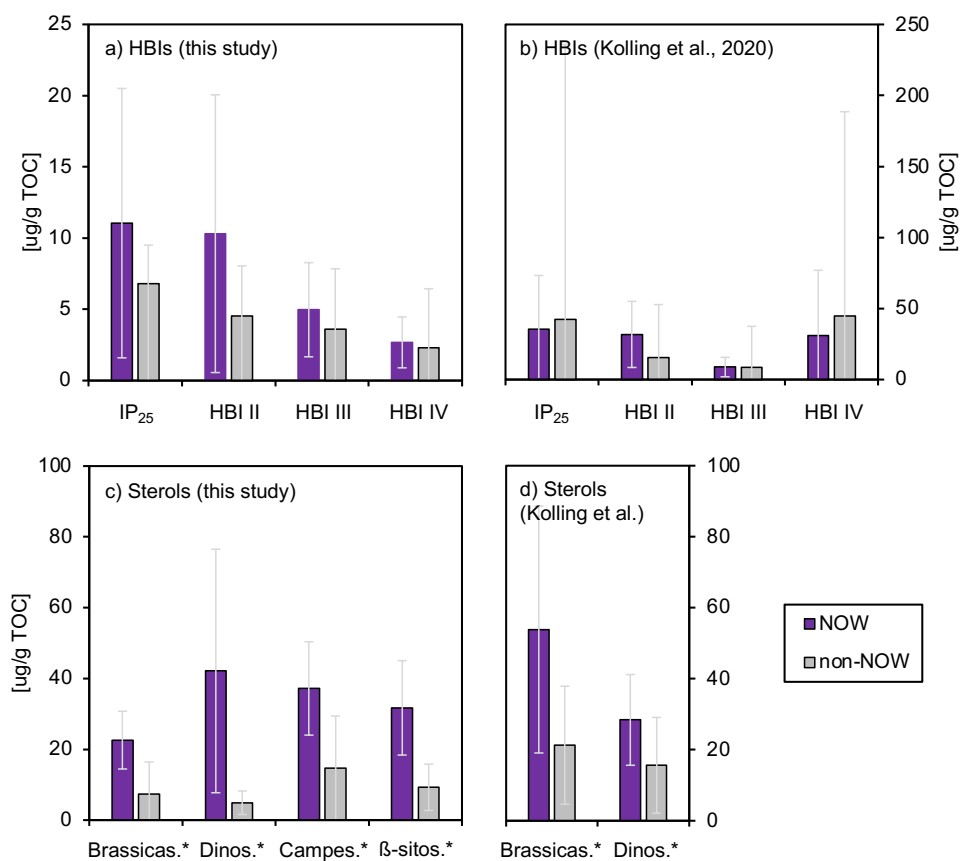 a) HBIs (this study)
[ug/g TOC]
25
20
15
10
5
0
IP25 HBI II HBI III HBI IV
b) HBIs (Kolling et al., 2020)
250
200
150
100
50
0
[ug/g TOC]
IP25 HBI II HBI III HBI IV
c) Sterols (this study)
[ug/g TOC]
100
80
60
40
20
0
Brassicas.* Dinos.* Campes.* ß-sitos.*
d) Sterols
(Kolling et al.)
100
80
60
40
20
0
Brassicas.* Dinos.*
NOW
non-NOW